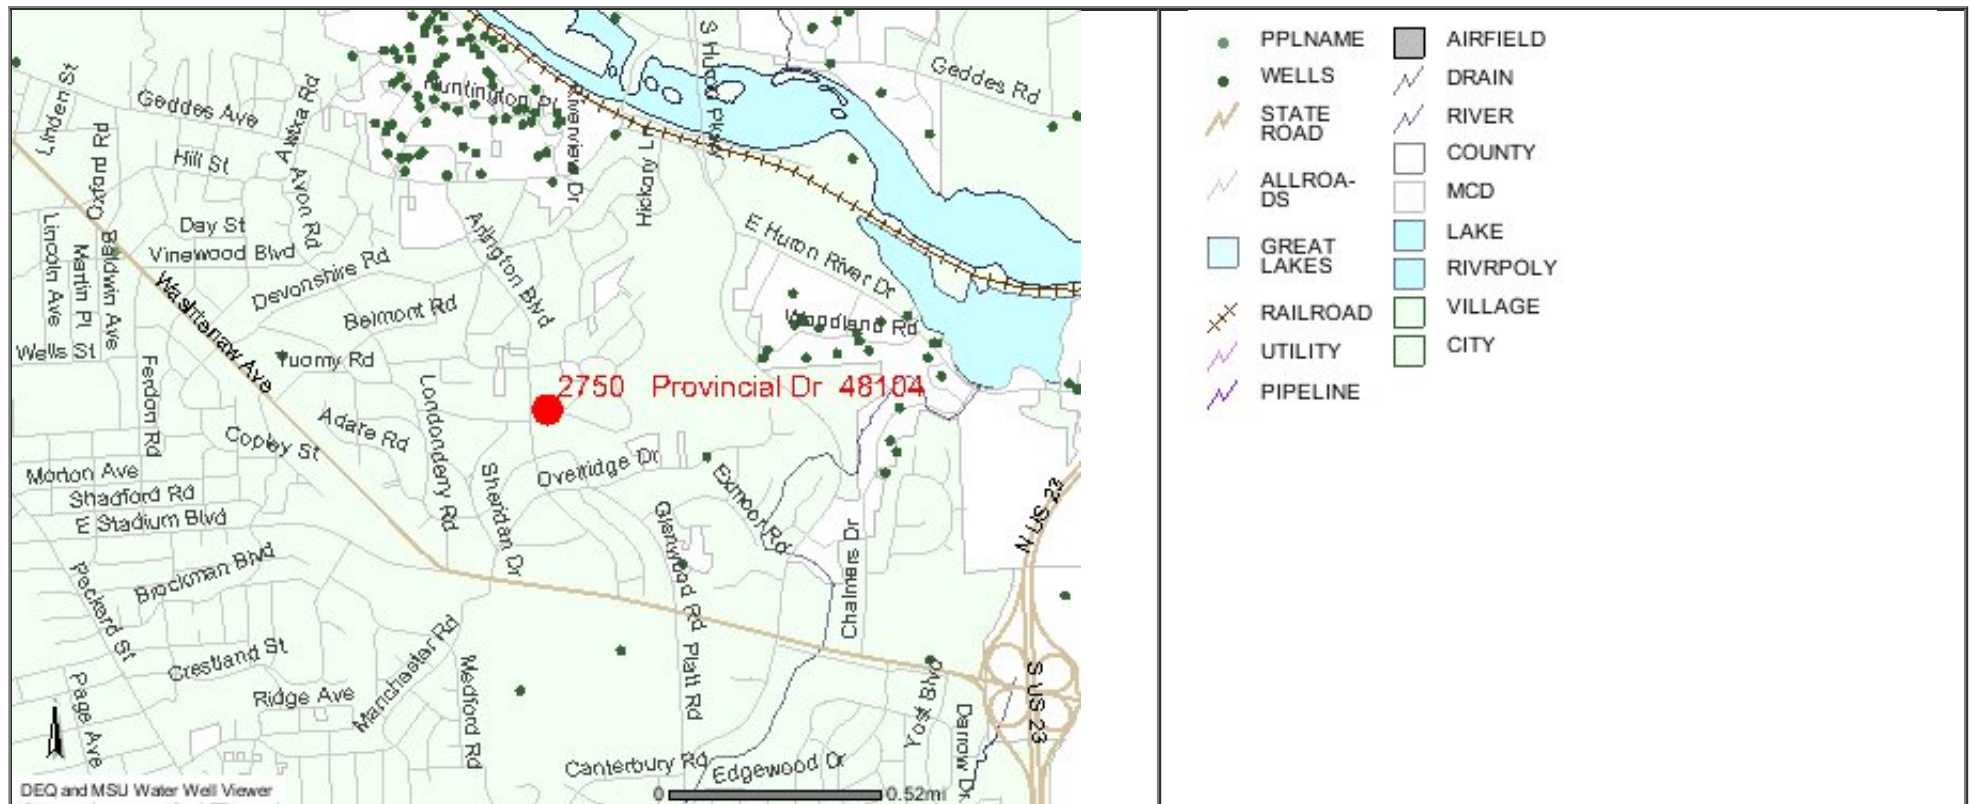 S Huron Pkwy
Geddes Rd
Linden St
Geddes Ave
Awixa Rd
Huntington Dr
Riverview Dr
Hill St
Oxford Rd
Avon Rd
Hickory Ln
Day St
Vinewood Blvd
Arlington Blvd
E Huron River Dr
Lincoln Ave
Martin Pl
Baldwin Ave
Devonshire Rd
Belmont Rd
Woodland Rd
Washtenaw Ave
Wells St
Tuomy Rd
Ferdon Rd
Londonderry Rd
2750 Provincial Dr 48104
Adare Rd
Copley St
Overridge Dr
Morton Ave
Shadford Rd
E Stadium Blvd
Sheridan Dr
Exmoor Rd
Glenwood Rd
Chalmers Dr
N US 23
Brockman Blvd
Packard St
Crestland St
Manchester Rd
Medford Rd
Platt Rd
Yost Blvd
S US 23
Page Ave
Ridge Ave
Darrow Dr
Canterbury Rd
Edgewood Dr
DEQ and MSU Water Well Viewer
0
0.52mi
PPLNAME
WELLS
STATE
ROAD
ALLROA-
DS
GREAT
LAKES
RAILROAD
UTILITY
PIPELINE
AIRFIELD
DRAIN
RIVER
COUNTY
MCD
LAKE
RIVRPOLY
VILLAGE
CITY